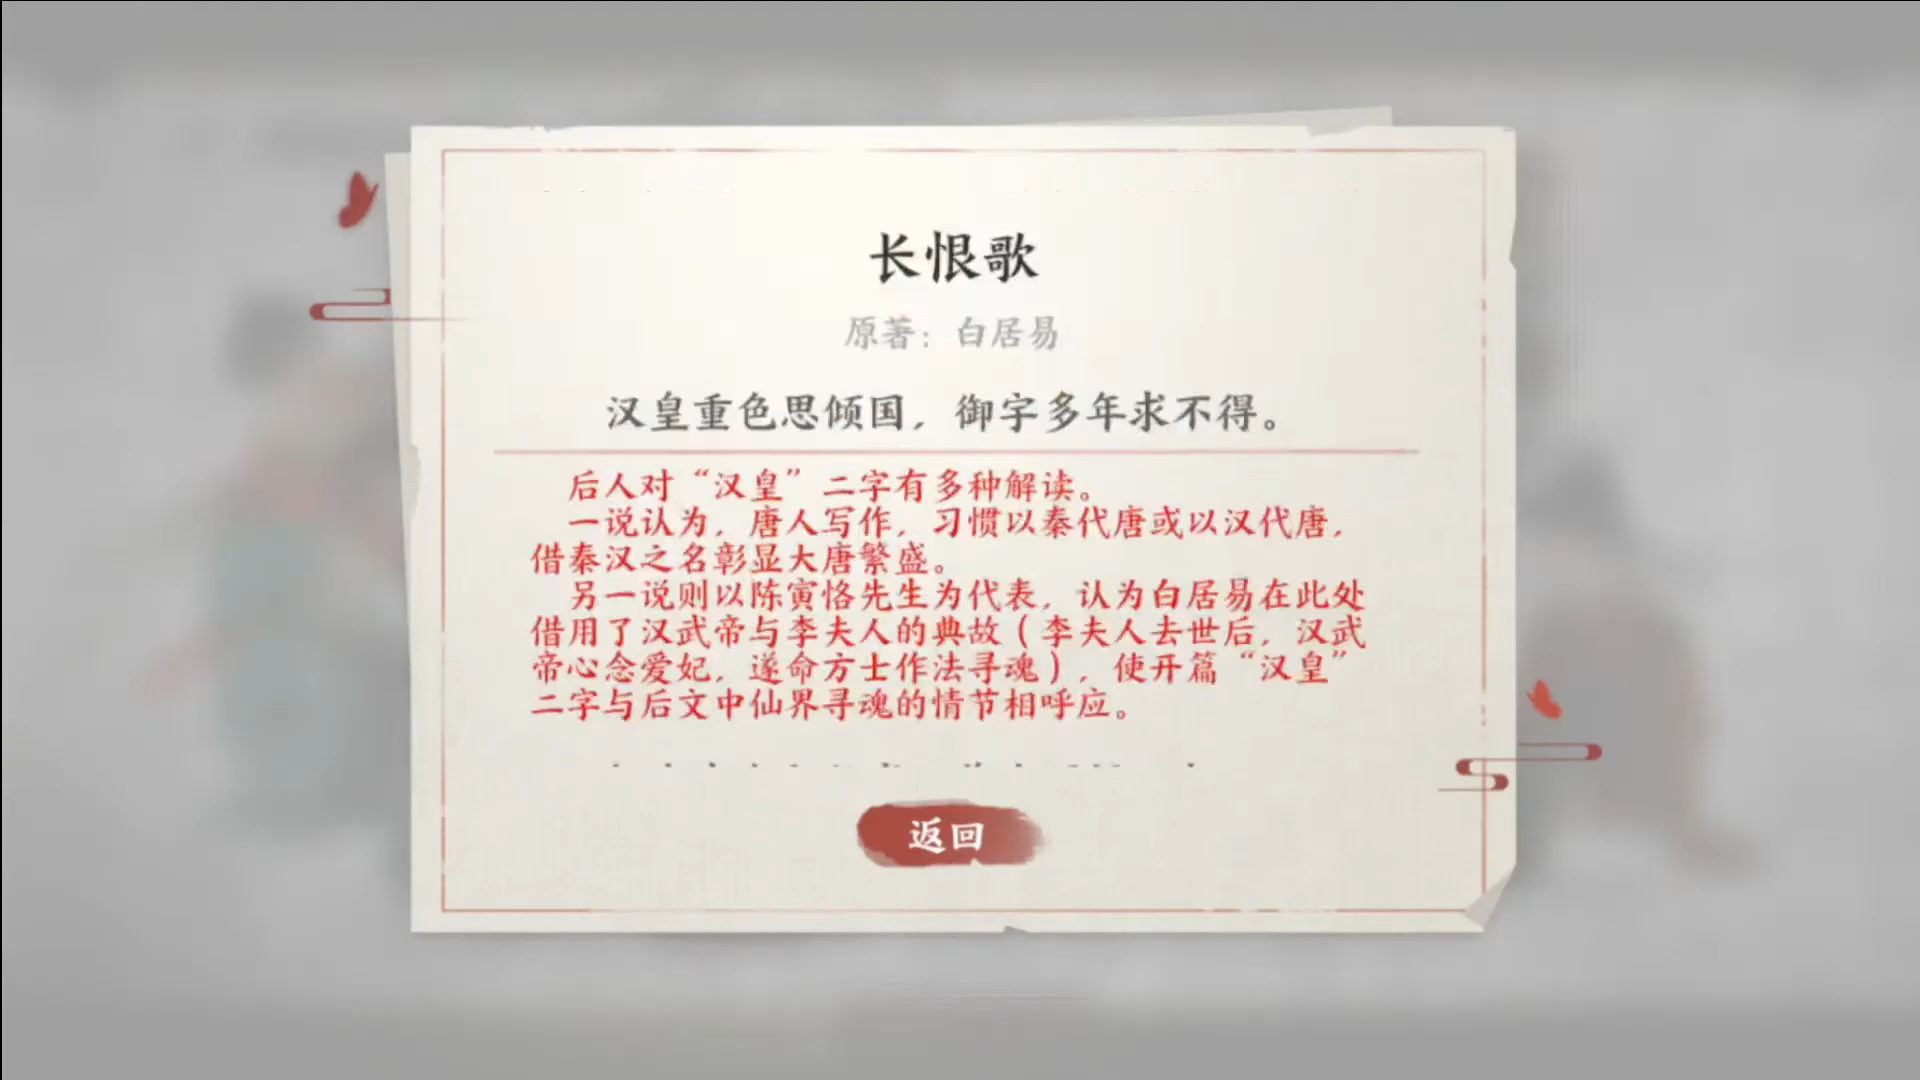 长恨歌
原著：白居易
汉皇重色思倾国，御宇多年求不得。
后人对“汉皇”二字有多种解读。
一说认为，唐人写作，习惯以秦代唐或以汉代唐，
借秦汉之名彰显大唐繁盛。
另一说则以陈寅恪先生为代表，认为白居易在此处
借用了汉武帝与李夫人的典故（李夫人去世后，汉武
帝心念爱妃，遂命方士作法寻魂），使开篇“汉皇”
二字与后文中仙界寻魂的情节相呼应。
返回